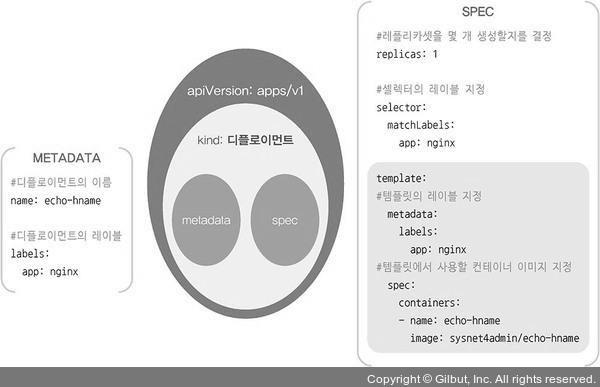 METADATA
#디플로이먼트의 이름
name: echo-hname
#디플로이먼트의 레이블
labels:
app: nginx
apiVersion: apps/v1
kind: 디플로이먼트
metadata
spec
SPEC
#레플리카셋을 몇 개 생성할지를 결정
replicas: 1
#셀렉터의 레이블 지정
selector:
matchLabels:
app: nginx
template:
#템플릿의 레이블 지정
metadata:
labels:
app: nginx
#템플릿에서 사용할 컨테이너 이미지 지정
spec:
containers:
- name: echo-hname
image: sysnet4admin/echo-hname
Copyright © Gilbut, Inc. All rights reserved.